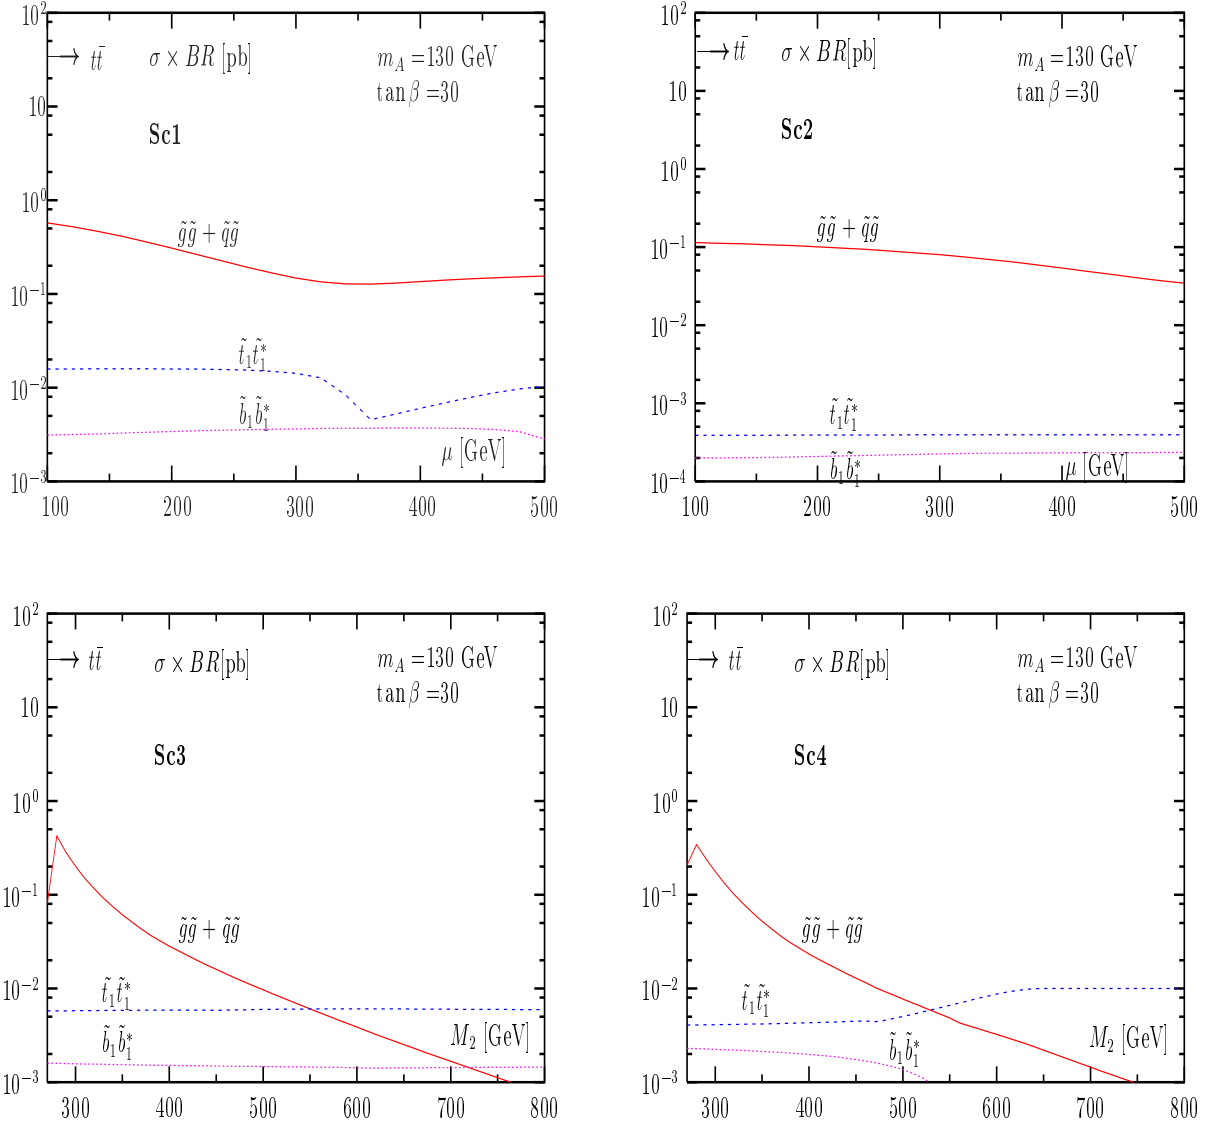 10² → tt̄ σ × BR [pb] m_A =130 GeV
tan β =30
10
Sc1
10⁰
g̃g̃ + q̃g̃
10⁻¹
t̃₁t̃₁*
10⁻²
b̃₁b̃₁*
μ [GeV]
10⁻³
100 200 300 400 500
10² → tt̄ σ × BR[pb] m_A =130 GeV
tan β =30
10
Sc2
10⁰
g̃g̃ + q̃g̃
10⁻¹
10⁻²
10⁻³
t̃₁t̃₁*
b̃₁b̃₁* μ [GeV]
10⁻⁴
100 200 300 400 500
10² → tt̄ σ × BR[pb] m_A =130 GeV
tan β =30
10
Sc3
10⁰
10⁻¹
g̃g̃ + q̃g̃
10⁻²
t̃₁t̃₁*
b̃₁b̃₁* M₂ [GeV]
10⁻³
300 400 500 600 700 800
10² → tt̄ σ × BR[pb] m_A =130 GeV
tan β =30
10
Sc4
10⁰
10⁻¹
g̃g̃ + q̃g̃
10⁻²
t̃₁t̃₁*
b̃₁b̃₁* M₂ [GeV]
10⁻³
300 400 500 600 700 800